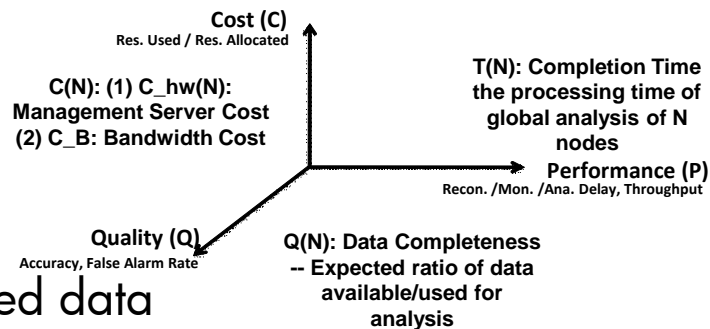 Cost (C)
Res. Used / Res. Allocated
C(N): (1) C_hw(N):
Management Server Cost
(2) C_B: Bandwidth Cost
T(N): Completion Time
the processing time of
global analysis of N
nodes
Performance (P)
Recon. /Mon. /Ana. Delay, Throughput
Quality (Q)
Accuracy, False Alarm Rate
Q(N): Data Completeness
-- Expected ratio of data
available/used for
analysis
ed data